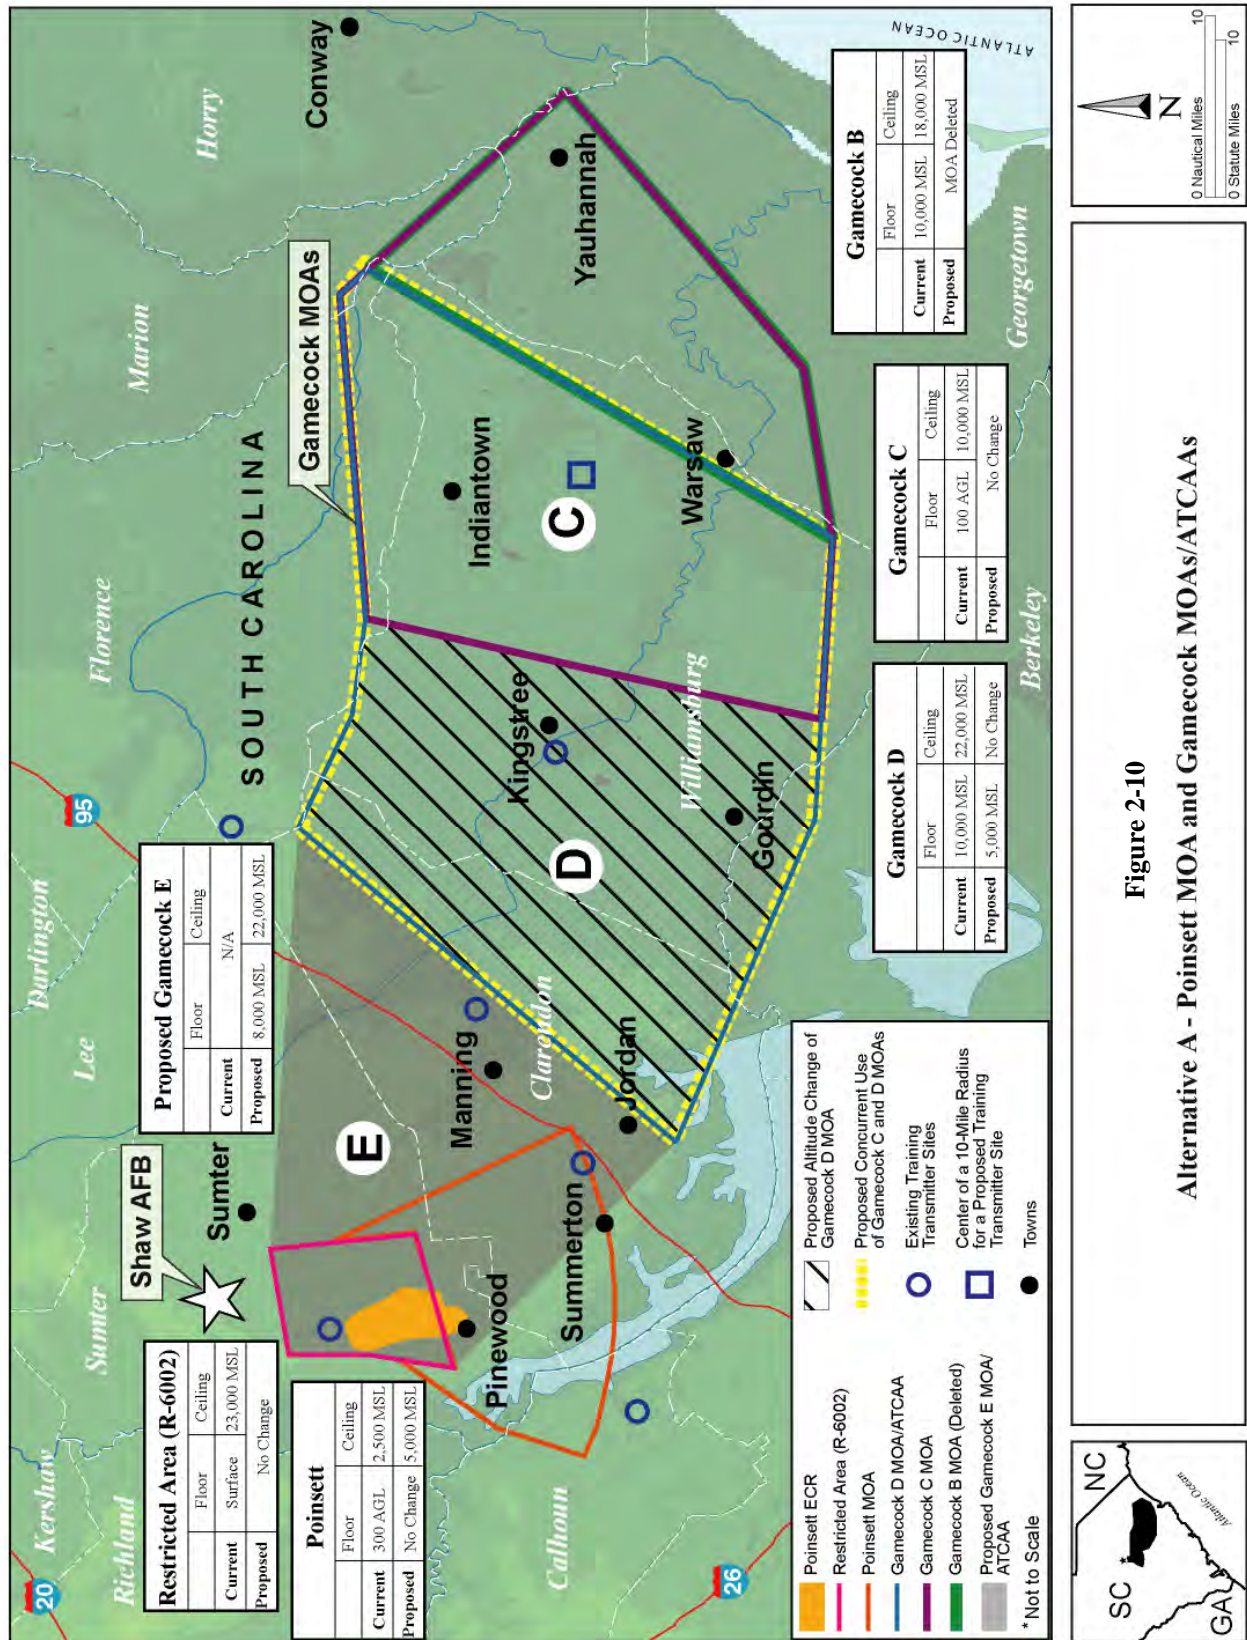 Kershaw
Richland
Sumter
Lee
Darlington
Florence
Marion
Horry
Calhoun
Clarendon
Williamsburg
Berkeley
Georgetown
20
95
26
SOUTH CAROLINA
ATLANTIC OCEAN
Shaw AFB
Gamecock MOAs
Sumter
Conway
Pinewood
Summerton
Manning
Jordan
Kingstree
Gourdin
Indiantown
Warsaw
Yauhannah
E
D
C
Restricted Area (R-6002)
Floor Ceiling
Current Surface 23,000 MSL
Proposed No Change
Proposed Gamecock E
Floor Ceiling
Current N/A
Proposed 8,000 MSL 22,000 MSL
Poinsett
Floor Ceiling
Current 300 AGL 2,500 MSL
Proposed No Change 5,000 MSL
Gamecock D
Floor Ceiling
Current 10,000 MSL 22,000 MSL
Proposed 5,000 MSL No Change
Gamecock C
Floor Ceiling
Current 100 AGL 10,000 MSL
Proposed No Change
Gamecock B
Floor Ceiling
Current 10,000 MSL 18,000 MSL
Proposed MOA Deleted
Poinsett ECR
Restricted Area (R-6002)
Poinsett MOA
Gamecock D MOA/ATCAA
Gamecock C MOA
Gamecock B MOA (Deleted)
Proposed Gamecock E MOA/
ATCAA
*Not to Scale
Proposed Altitude Change of
Gamecock D MOA
Proposed Concurrent Use
of Gamecock C and D MOAs
Existing Training
Transmitter Sites
Center of a 10-Mile Radius
for a Proposed Training
Transmitter Site
Towns
NC
SC
GA
Atlantic Ocean
Figure 2-10
Alternative A - Poinsett MOA and Gamecock MOAs/ATCAAs
N
0 Nautical Miles 10
0 Statute Miles 10